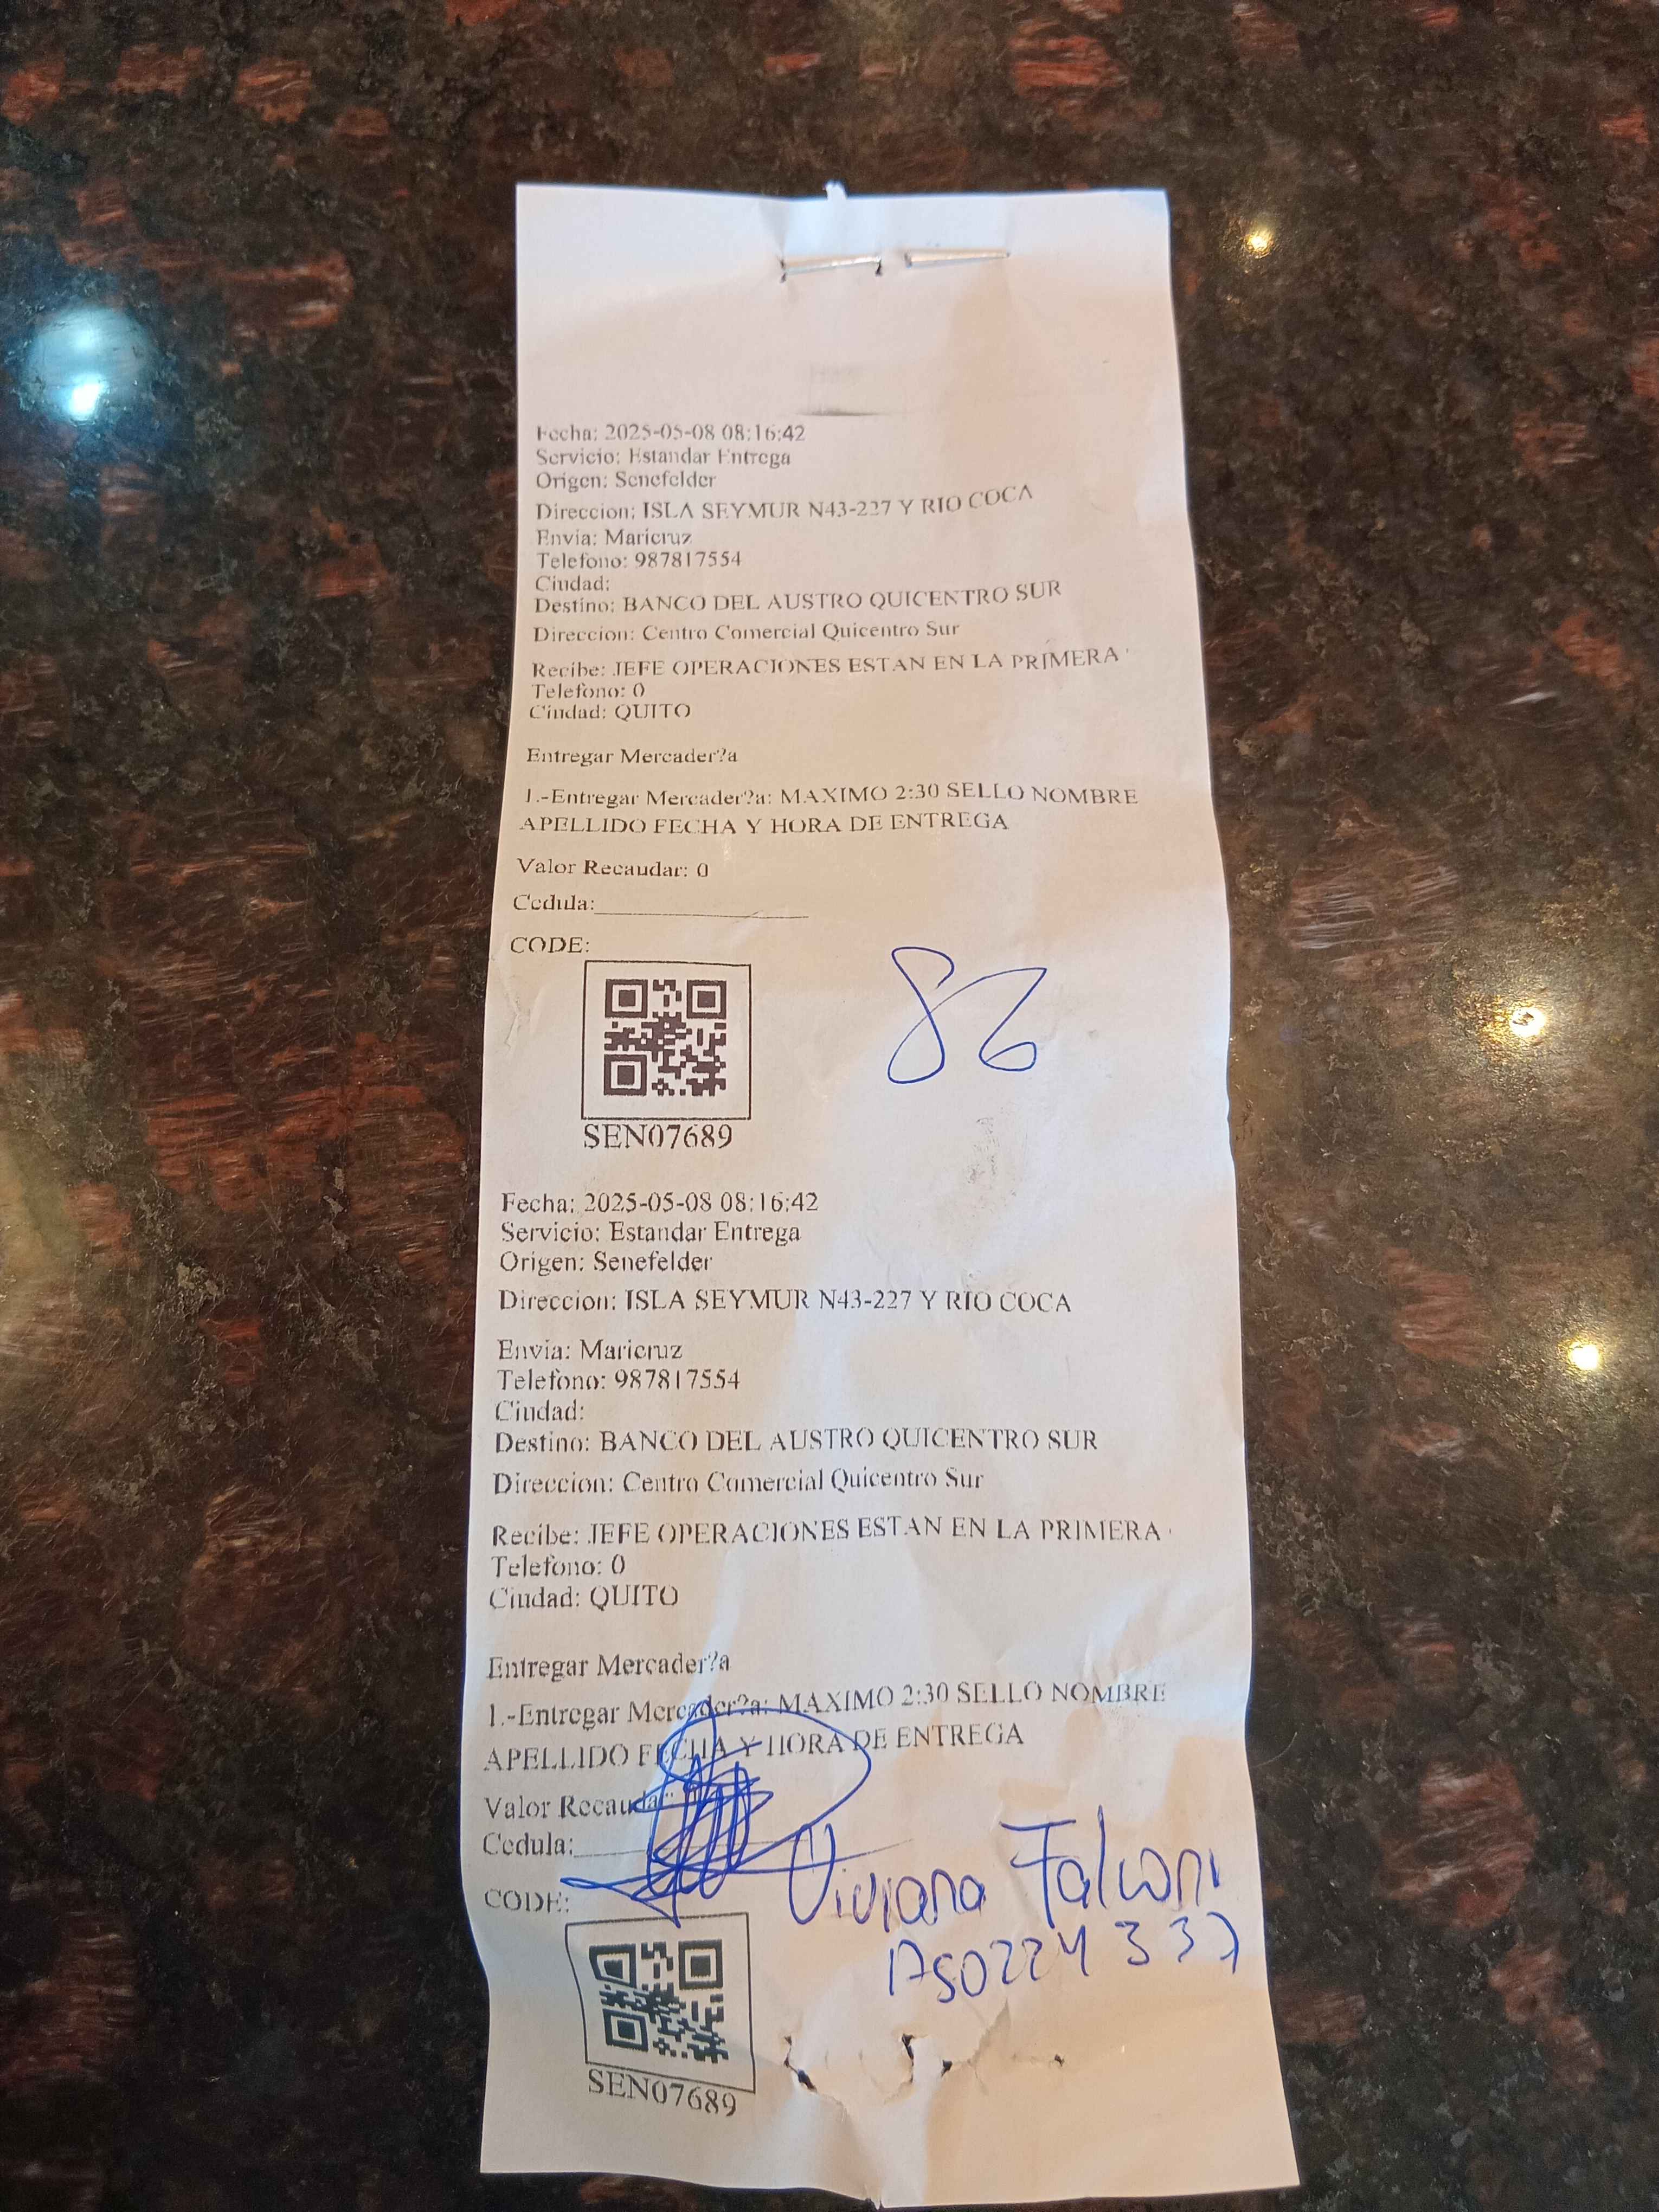 Fecha: 2025-05-08 08:16:42
Servicio: Estandar Entrega
Origen: Senefelder
Direccion: ISLA SEYMUR N43-227 Y RIO COCA
Envia: Maricruz
Telefono: 987817554
Ciudad:
Destino: BANCO DEL AUSTRO QUICENTRO SUR
Direccion: Centro Comercial Quicentro Sur
Recibe: JEFE OPERACIONES ESTAN EN LA PRIMERA
Telefono: 0
Ciudad: QUITO
Entregar Mercader?a
1.-Entregar Mercader?a: MAXIMO 2:30 SELLO NOMBRE
APELLIDO FECHA Y HORA DE ENTREGA
Valor Recaudar: 0
Cedula:
CODE:
86
SEN07689
Fecha: 2025-05-08 08:16:42
Servicio: Estandar Entrega
Origen: Senefelder
Direccion: ISLA SEYMUR N43-227 Y RIO COCA
Envia: Maricruz
Telefono: 987817554
Ciudad:
Destino: BANCO DEL AUSTRO QUICENTRO SUR
Direccion: Centro Comercial Quicentro Sur
Recibe: JEFE OPERACIONES ESTAN EN LA PRIMERA
Telefono: 0
Ciudad: QUITO
Entregar Mercader?a
1.-Entregar Mercader?a: MAXIMO 2:30 SELLO NOMBRE
APELLIDO FECHA Y HORA DE ENTREGA
Valor
Cedula:
Viviana Falconi
CODE:
SEN07689